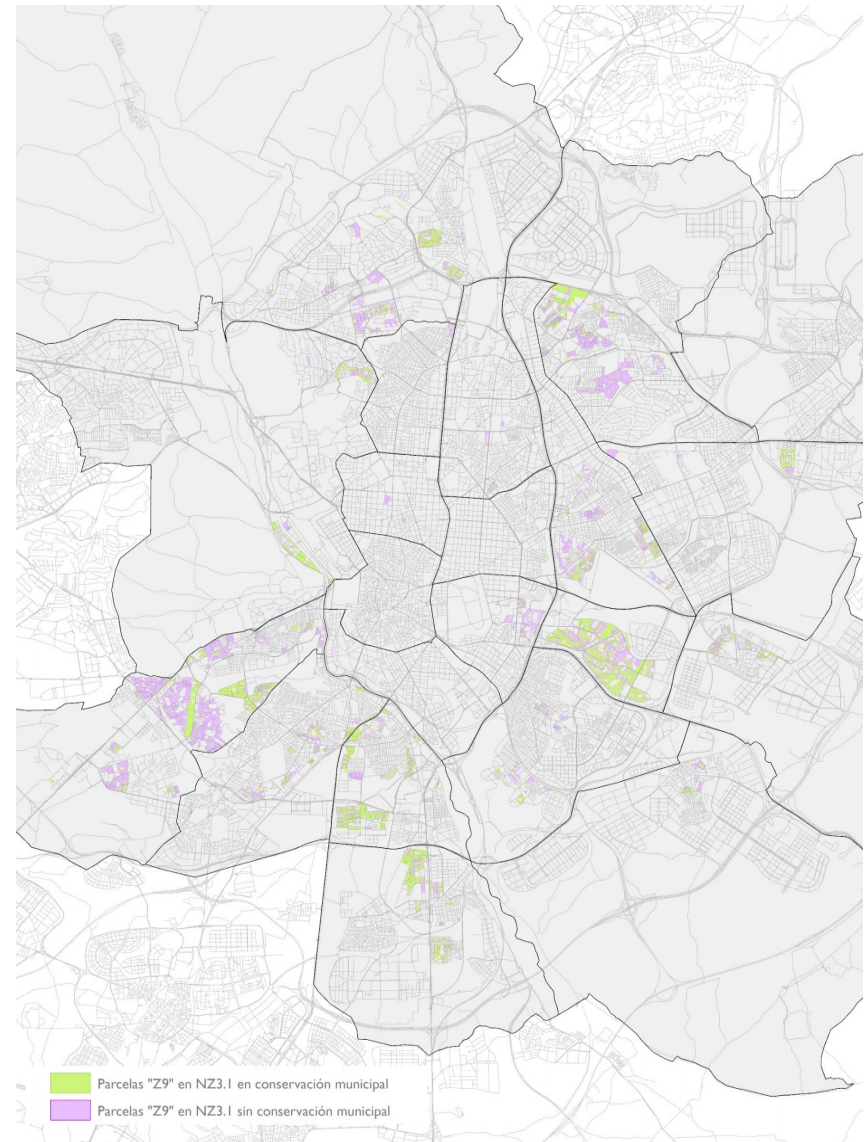 Parcelas "Z9" en NZ3.1 en conservación municipal
Parcelas "Z9" en NZ3.1 sin conservación municipal